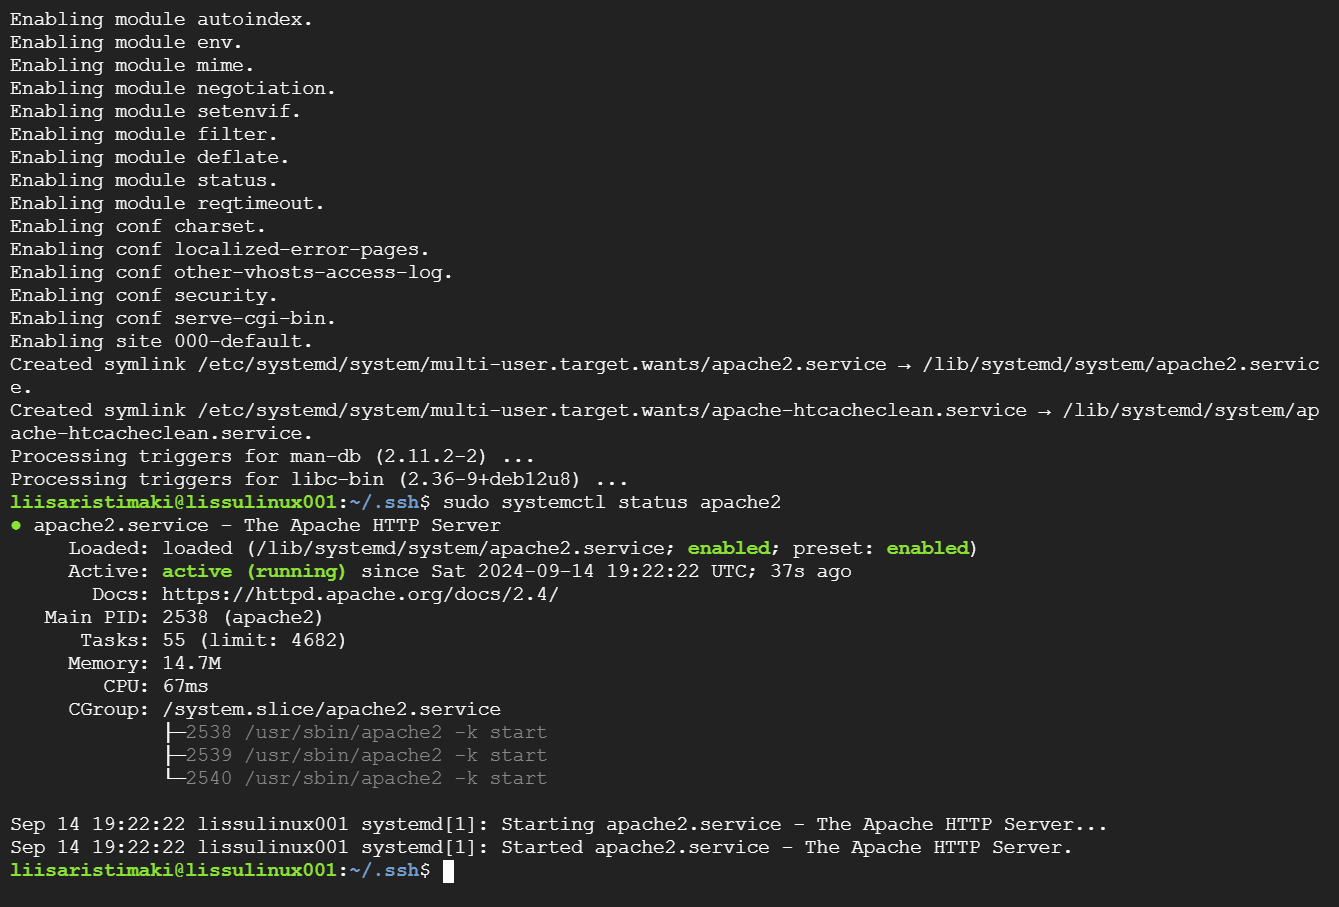 Enabling module autoindex.
Enabling module env.
Enabling module mime.
Enabling module negotiation.
Enabling module setenvif.
Enabling module filter.
Enabling module deflate.
Enabling module status.
Enabling module reqtimeout.
Enabling conf charset.
Enabling conf localized-error-pages.
Enabling conf other-vhosts-access-log.
Enabling conf security.
Enabling conf serve-cgi-bin.
Enabling site 000-default.
Created symlink /etc/systemd/system/multi-user.target.wants/apache2.service → /lib/systemd/system/apache2.servic
e.
Created symlink /etc/systemd/system/multi-user.target.wants/apache-htcacheclean.service → /lib/systemd/system/ap
ache-htcacheclean.service.
Processing triggers for man-db (2.11.2-2) ...
Processing triggers for libc-bin (2.36-9+deb12u8) ...
liisaristimaki@lissulinux001:~/.ssh$ sudo systemctl status apache2
● apache2.service - The Apache HTTP Server
     Loaded: loaded (/lib/systemd/system/apache2.service; enabled; preset: enabled)
     Active: active (running) since Sat 2024-09-14 19:22:22 UTC; 37s ago
       Docs: https://httpd.apache.org/docs/2.4/
   Main PID: 2538 (apache2)
      Tasks: 55 (limit: 4682)
     Memory: 14.7M
        CPU: 67ms
     CGroup: /system.slice/apache2.service
             ├─2538 /usr/sbin/apache2 -k start
             ├─2539 /usr/sbin/apache2 -k start
             └─2540 /usr/sbin/apache2 -k start
Sep 14 19:22:22 lissulinux001 systemd[1]: Starting apache2.service - The Apache HTTP Server...
Sep 14 19:22:22 lissulinux001 systemd[1]: Started apache2.service - The Apache HTTP Server.
liisaristimaki@lissulinux001:~/.ssh$